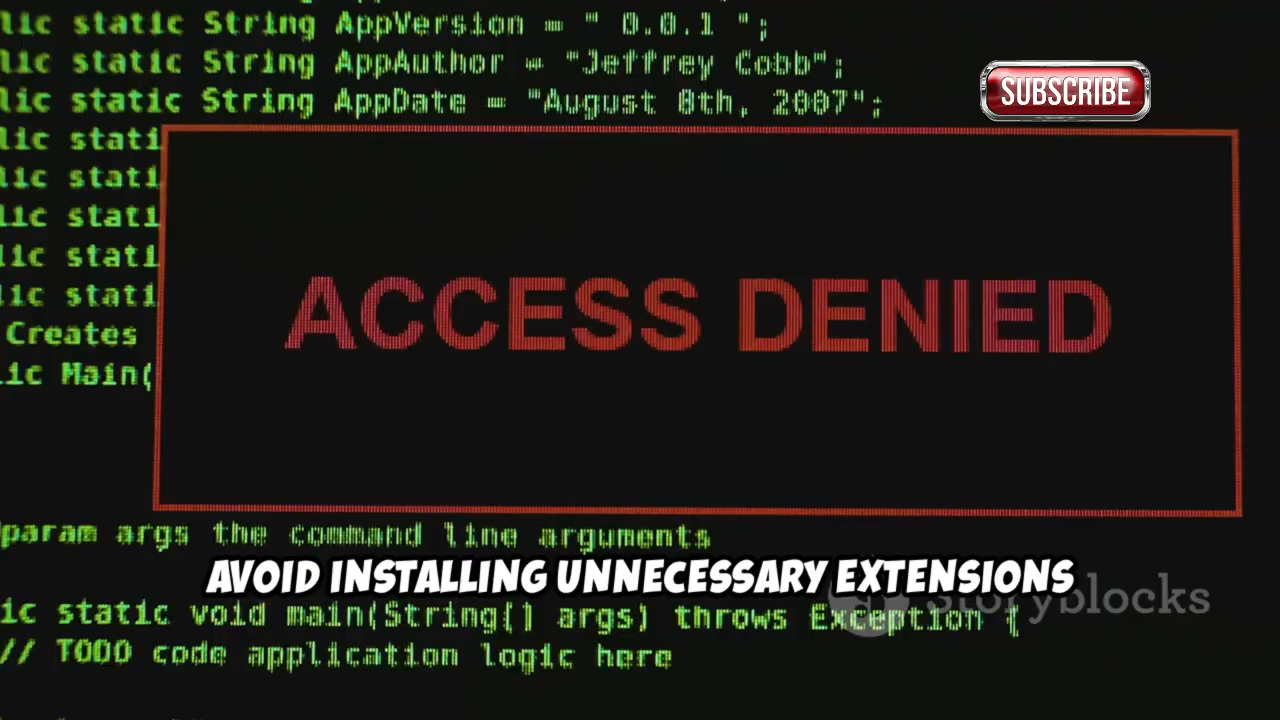 lic static String AppVersion = " 0.0.1 ";
lic static String AppAuthor = "Jeffrey Cobb";
SUBSCRIBE
lic static String AppDate = "August 8th, 2007";
lic stati
lic stati
lic stati
lic stati
lic stati
ACCESS DENIED
Creates
lic Main(
param args the command line arguments
AVOID INSTALLING UNNECESSARY EXTENSIONS
ic static void main(String[] args) throws Exception {
Storyblocks
// TODO code application logic here